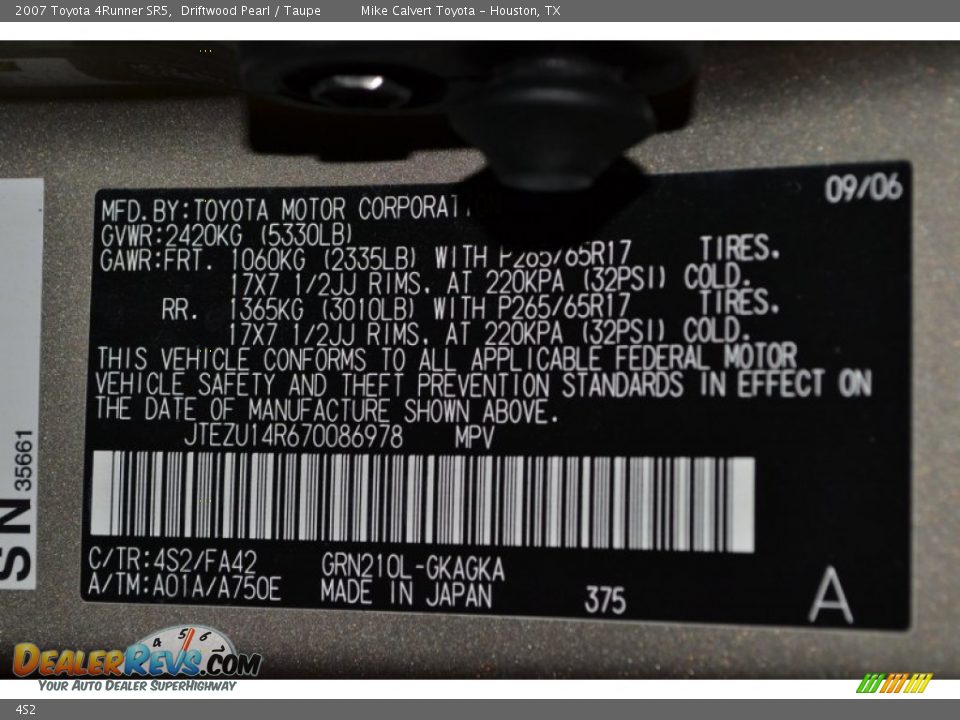 2007 Toyota 4Runner SR5, Driftwood Pearl / Taupe Mike Calvert Toyota - Houston, TX
09/06
MFD.BY:TOYOTA MOTOR CORPORATI
GVWR:2420KG (5330LB)
GAWR:FRT. 1060KG (2335LB) WITH P265/65R17 TIRES.
17X7 1/2JJ RIMS. AT 220KPA (32PSI) COLD.
RR. 1365KG (3010LB) WITH P265/65R17 TIRES.
17X7 1/2JJ RIMS. AT 220KPA (32PSI) COLD.
THIS VEHICLE CONFORMS TO ALL APPLICABLE FEDERAL MOTOR
VEHICLE SAFETY AND THEFT PREVENTION STANDARDS IN EFFECT ON
THE DATE OF MANUFACTURE SHOWN ABOVE.
JTEZU14R670086978 MPV
C/TR:4S2/FA42 GRN210L-GKAGKA
A/TM:A01A/A750E MADE IN JAPAN 375 A
SN 35661
4 5 6 7
DEALERREVS.COM
YOUR AUTO DEALER SUPERHIGHWAY
4S2